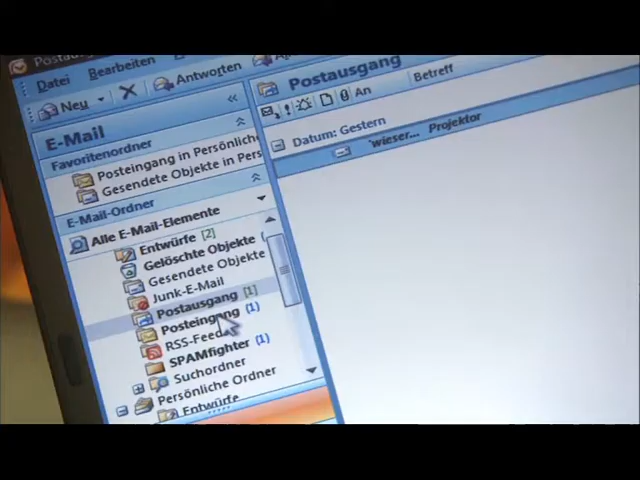 Datei Bearbeiten
Neu Antworten
E-Mail
Favoritenordner
Posteingang in Persönliche
Gesendete Objekte in Pers
E-Mail-Ordner
Alle E-Mail-Elemente
Entwürfe [2]
Gelöschte Objekte
Gesendete Objekte
Junk-E-Mail
Postausgang [1]
Posteingang (1)
RSS-Feeds
SPAMfighter (1)
Suchordner
Persönliche Ordner
Entwürfe
Postausgang
An Betreff
Datum: Gestern
'wieser... Projektor